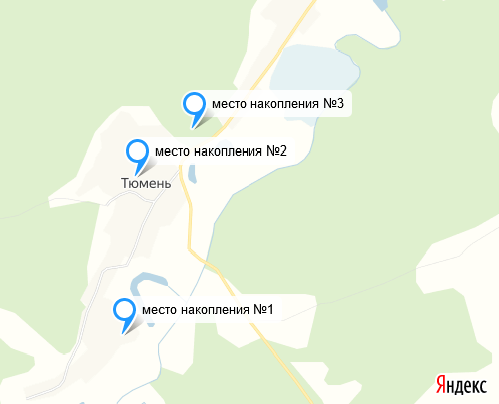 место накопления №3
место накопления №2
Тюмень
место накопления №1
Яндекс